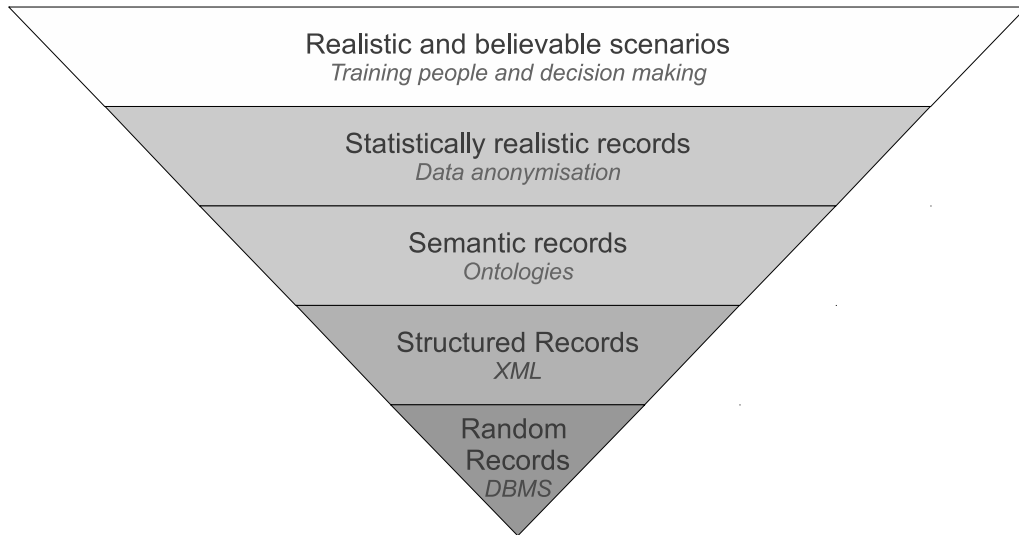 Realistic and believable scenarios
Training people and decision making
Statistically realistic records
Data anonymisation
Semantic records
Ontologies
Structured Records
XML
Random
Records
DBMS